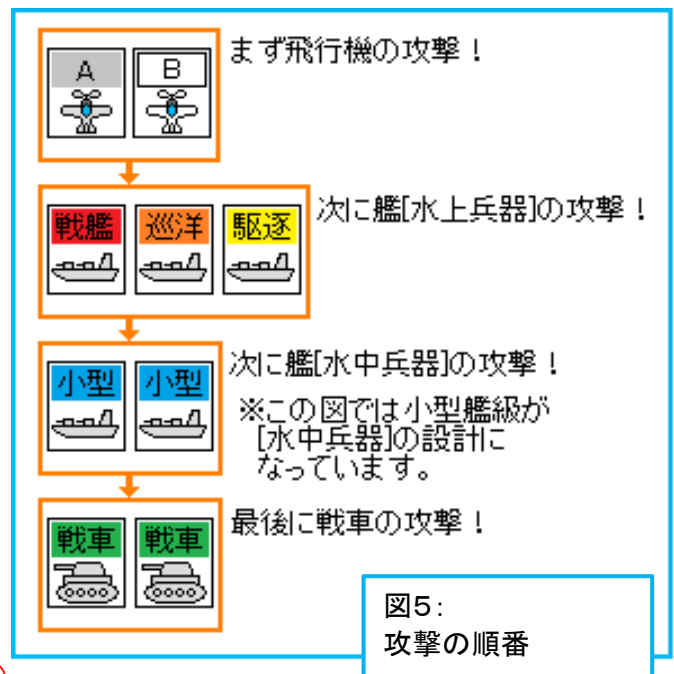 A B
まず飛行機の攻撃！
戦艦 巡洋 駆逐
次に艦[水上兵器]の攻撃！
小型 小型
次に艦[水中兵器]の攻撃！
※この図では小型艦級が
[水中兵器]の設計に
なっています。
戦車 戦車
最後に戦車の攻撃！
図5：
攻撃の順番